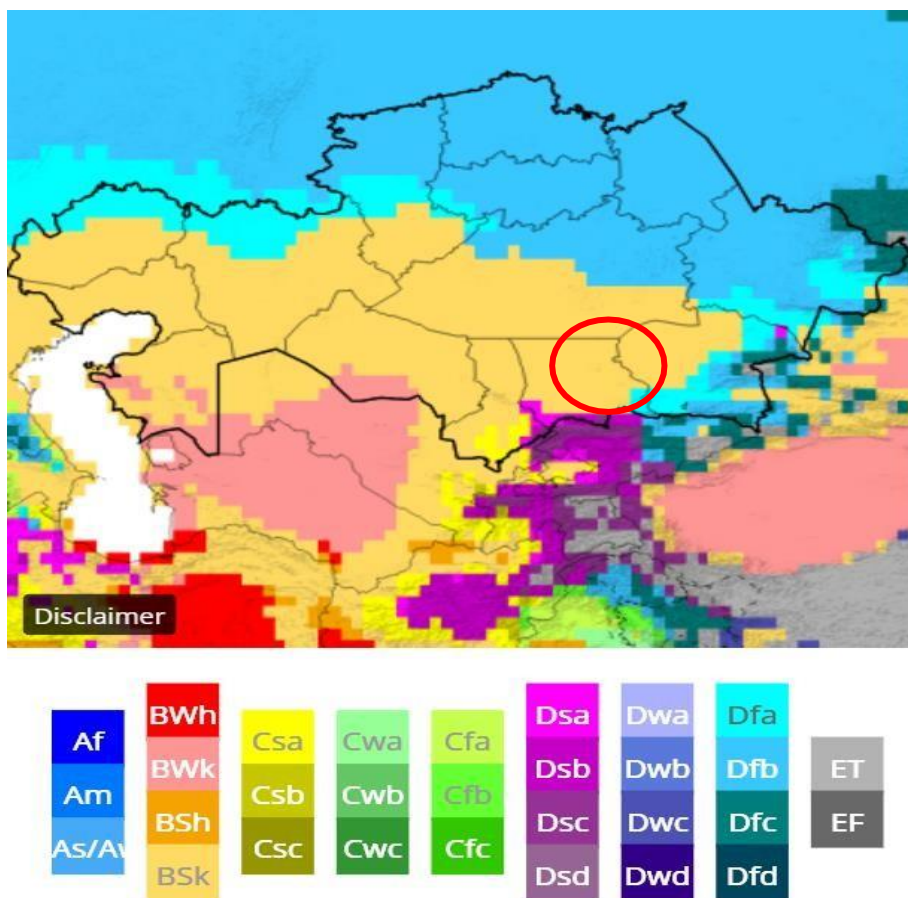 Disclaimer
Af
Am
As/Aw
BWh
BWk
BSh
BSk
Csa
Csb
Csc
Cwa
Cwb
Cwc
Cfa
Cfb
Cfc
Dsa
Dsb
Dsc
Dsd
Dwa
Dwb
Dwc
Dwd
Dfa
Dfb
Dfc
Dfd
ET
EF